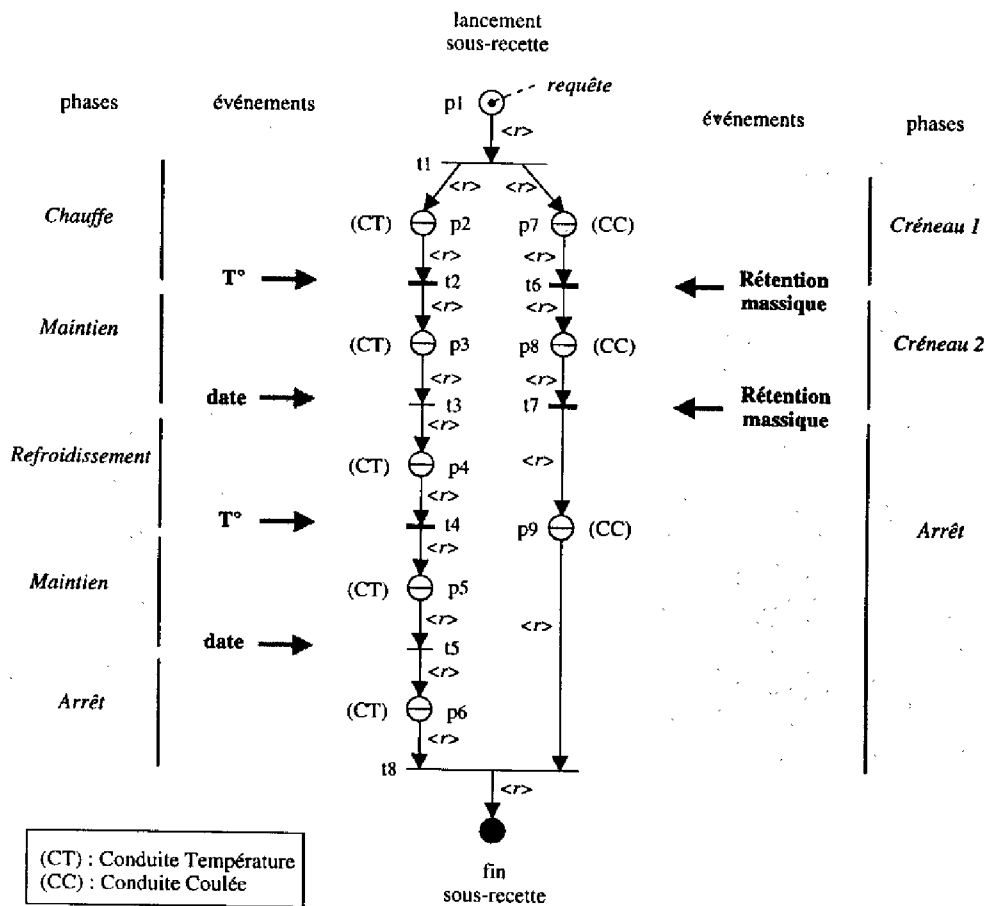 lancement
sous-recette
requête
p1
phases
événements
événements
phases
<r>
t1
<r>
<r>
Chauffe
(CT)
p2
p7
(CC)
Créneau 1
<r>
<r>
T°
t2
t6
Rétention
massique
<r>
<r>
Maintien
(CT)
p3
p8
(CC)
Créneau 2
<r>
<r>
date
t3
t7
Rétention
massique
<r>
Refroidissement
(CT)
p4
<r>
<r>
T°
t4
p9
(CC)
Arrêt
<r>
Maintien
(CT)
p5
<r>
<r>
date
t5
<r>
Arrêt
(CT)
p6
<r>
t8
<r>
(CT) : Conduite Température
(CC) : Conduite Coulée
fin
sous-recette